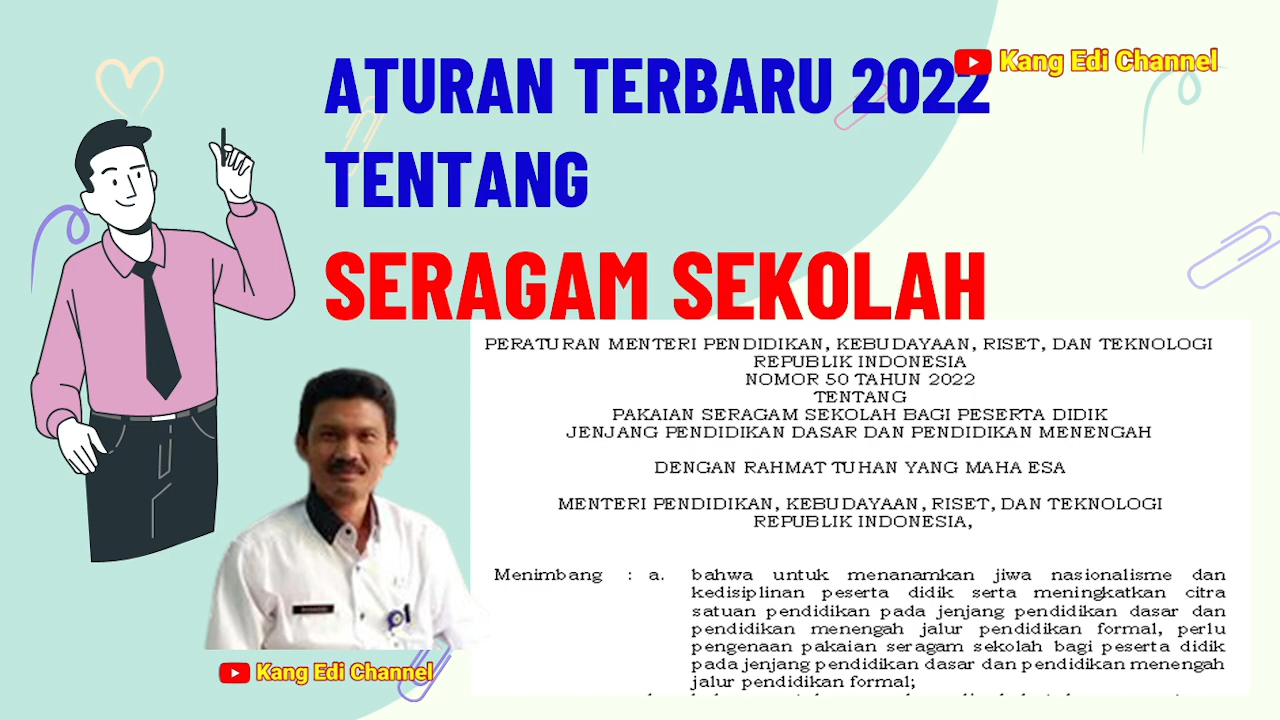 Kang Edi Channel
ATURAN TERBARU 2022
TENTANG
SERAGAM SEKOLAH
PERATURAN MENTERI PENDIDIKAN, KEBUDAYAAN, RISET, DAN TEKNOLOGI
REPUBLIK INDONESIA
NOMOR 50 TAHUN 2022
TENTANG
PAKAIAN SERAGAM SEKOLAH BAGI PESERTA DIDIK
JENJANG PENDIDIKAN DASAR DAN PENDIDIKAN MENENGAH
DENGAN RAHMAT TUHAN YANG MAHA ESA
MENTERI PENDIDIKAN, KEBUDAYAAN, RISET, DAN TEKNOLOGI
REPUBLIK INDONESIA,
Menimbang : a. bahwa untuk menanamkan jiwa nasionalisme dan
kedisiplinan peserta didik serta meningkatkan citra
satuan pendidikan pada jenjang pendidikan dasar dan
pendidikan menengah jalur pendidikan formal, perlu
pengenaan pakaian seragam sekolah bagi peserta didik
pada jenjang pendidikan dasar dan pendidikan menengah
jalur pendidikan formal;
Kang Edi Channel